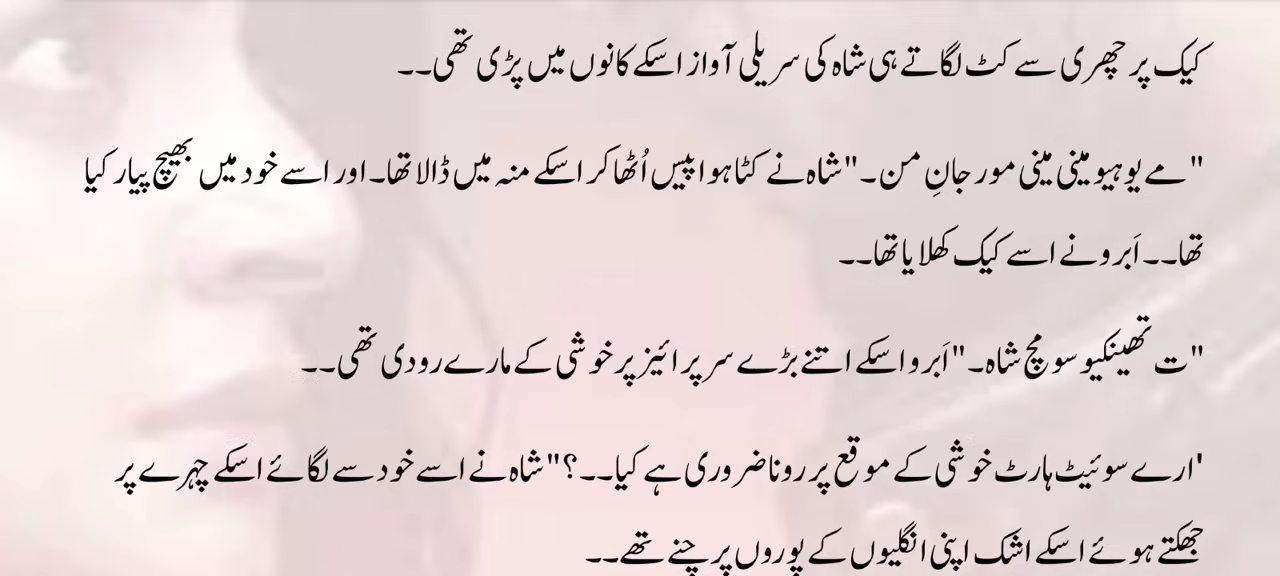 کیک پر چھری سے کٹ لگاتے ہی شاہ کی سریلی آواز اسکے کانوں میں پڑی تھی۔۔
"مے یو ہیو مینی مینی مور جانِ من۔" شاہ نے کٹا ہوا پیس اُٹھا کر اسکے منہ میں ڈالا تھا۔ اور اسے خود میں بھینچ پیار کیا
تھا۔۔ اَبرو نے اسے کیک کھلایا تھا۔۔
"ت تھینکیو سو مچ شاہ۔" اَبرو اسکے اتنے بڑے سرپرائیز پر خوشی کے مارے رو دی تھی۔۔
'ارے سوئیٹ ہارٹ خوشی کے موقع پر رونا ضروری ہے کیا۔۔؟" شاہ نے اسے خود سے لگائے اسکے چہرے پر
جھکتے ہوئے اسکے اشک اپنی انگلیوں کے پوروں پر چنے تھے۔۔